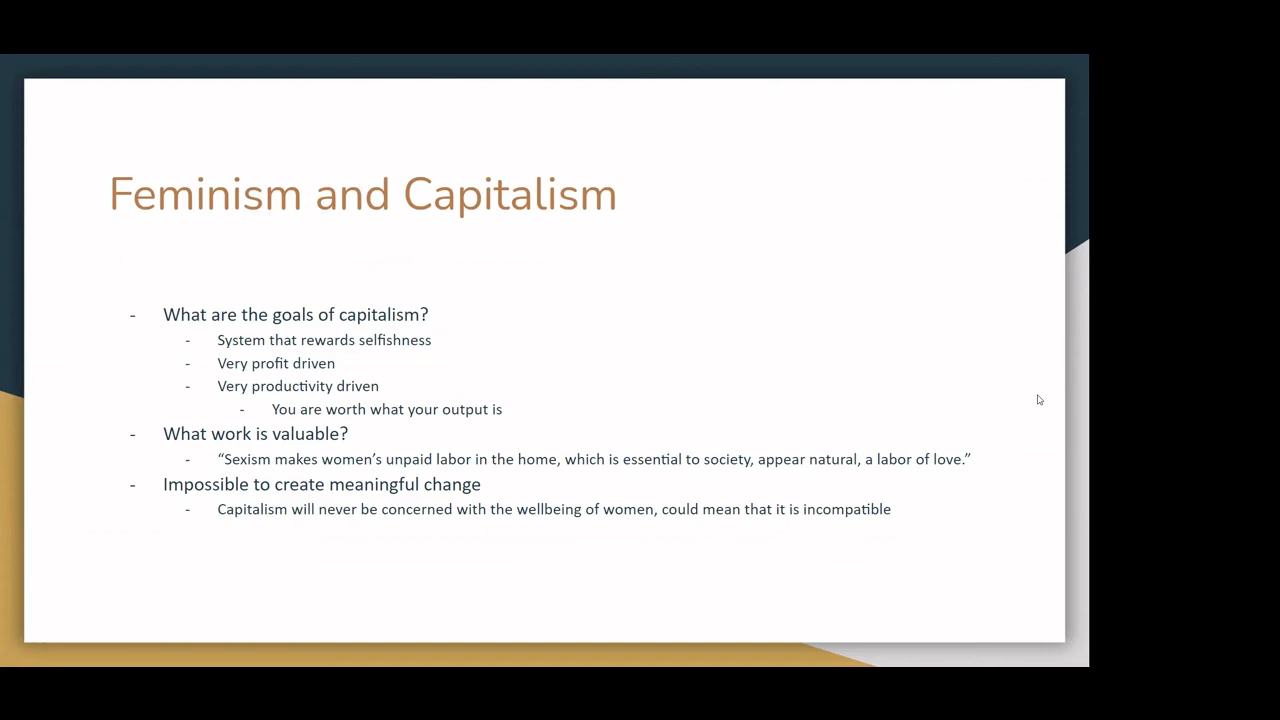 Feminism and Capitalism
- What are the goals of capitalism?
- System that rewards selfishness
- Very profit driven
- Very productivity driven
- You are worth what your output is
- What work is valuable?
- “Sexism makes women’s unpaid labor in the home, which is essential to society, appear natural, a labor of love.”
- Impossible to create meaningful change
- Capitalism will never be concerned with the wellbeing of women, could mean that it is incompatible